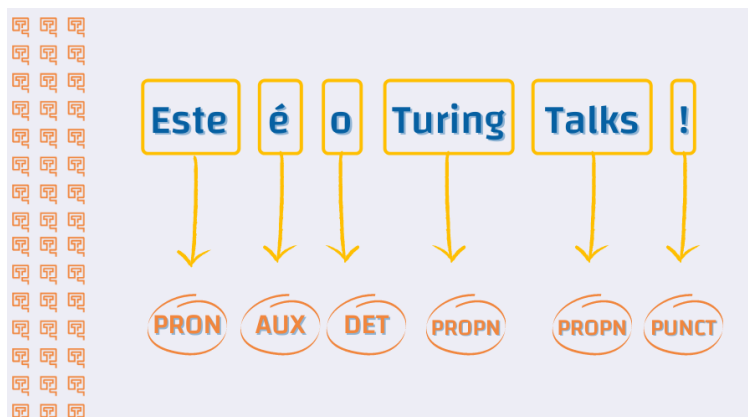 Este é o Turing Talks !
PRON AUX DET PROPN PROPN PUNCT